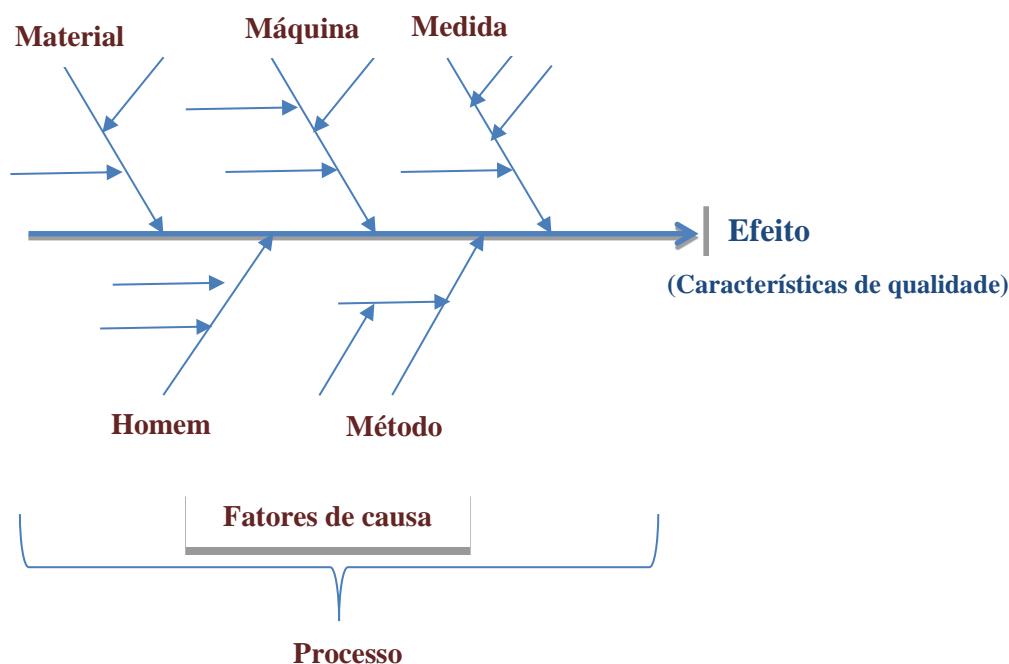 Material
Máquina
Medida
Efeito
(Características de qualidade)
Homem
Método
Fatores de causa
Processo